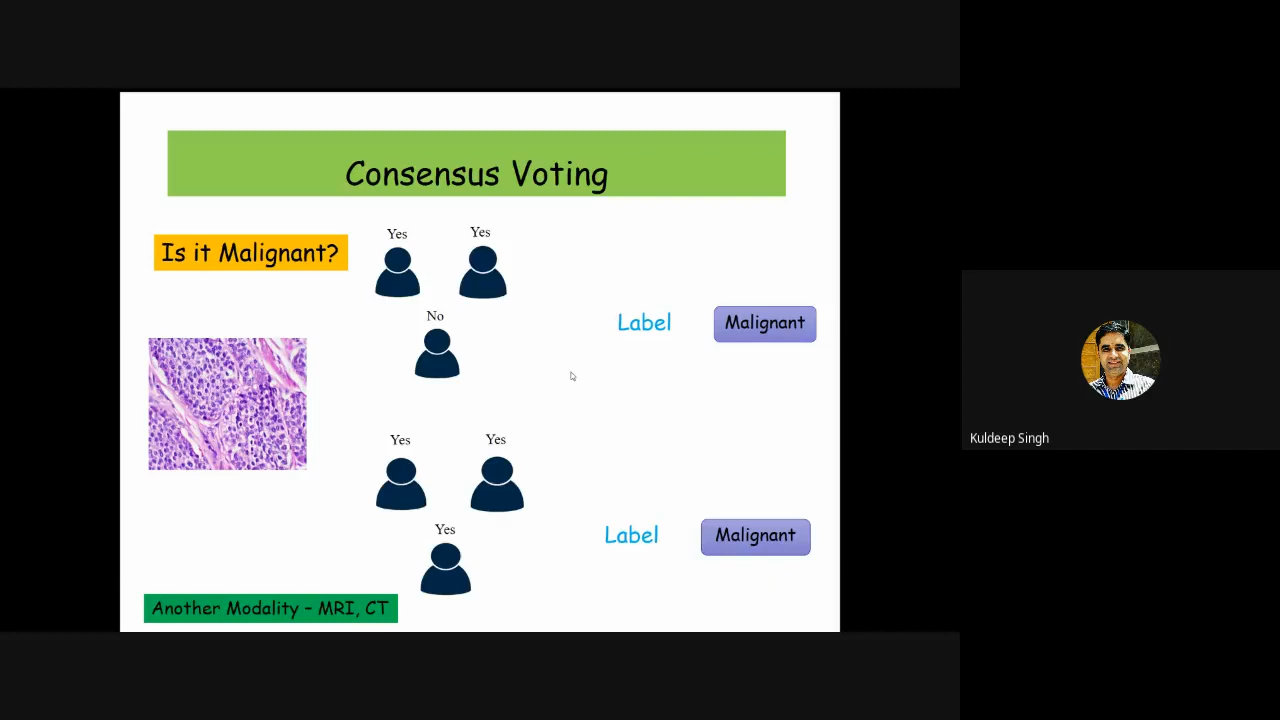 Consensus Voting
Is it Malignant?
Yes Yes
No
Label Malignant
Yes Yes
Yes
Label Malignant
Another Modality – MRI, CT
Kuldeep Singh